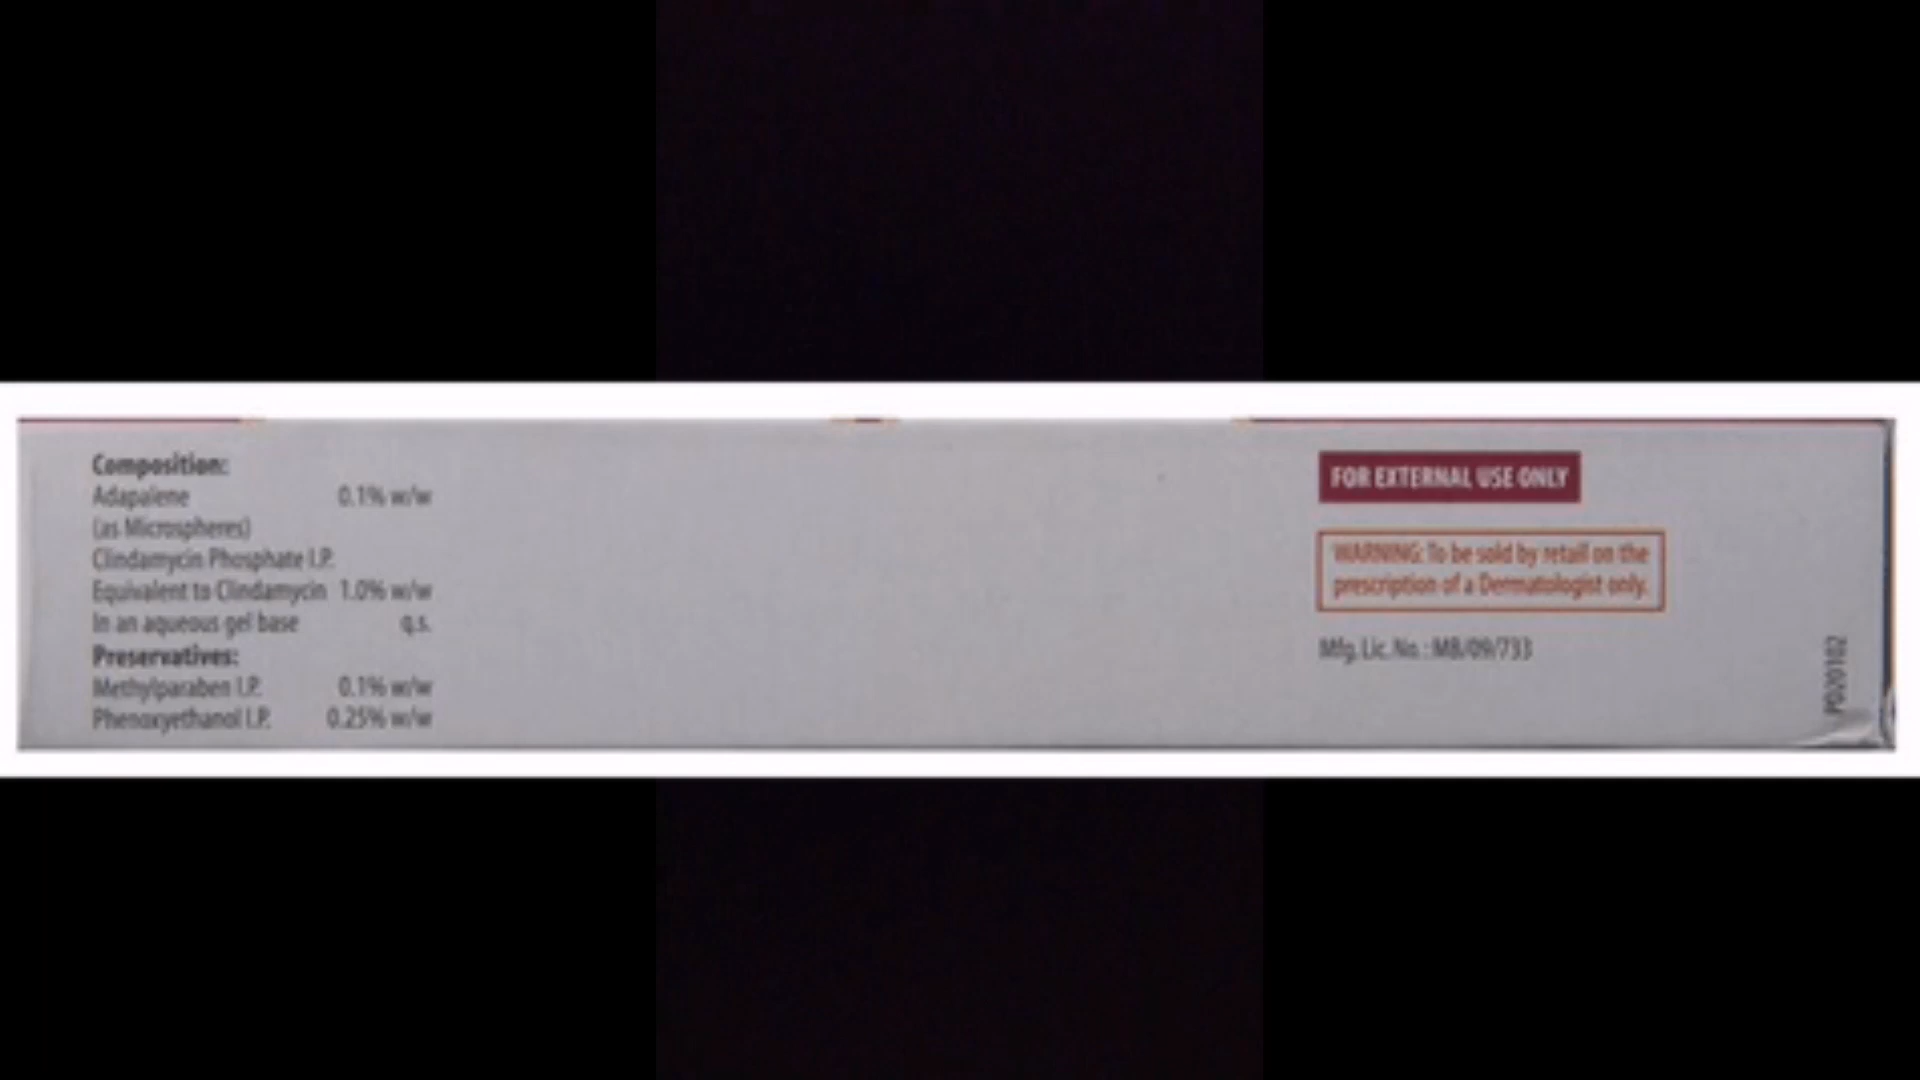 Composition:
Adapalene 0.1% w/w
(as Microspheres)
Clindamycin Phosphate I.P.
Equivalent to Clindamycin 1.0% w/w
In an aqueous gel base q.s.
Preservatives:
Methylparaben I.P. 0.1% w/w
Phenoxyethanol I.P. 0.25% w/w
FOR EXTERNAL USE ONLY
WARNING: To be sold by retail on the
prescription of a Dermatologist only.
Mfg. Lic. No. : MB/09/733
P020102